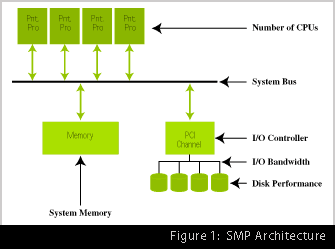 Pnt. Pnt. Pnt. Pnt.
Pro Pro Pro Pro
Number of CPUs
System Bus
Memory
PCI
Channel
I/O Controller
I/O Bandwidth
Disk Performance
System Memory
Figure 1: SMP Architecture